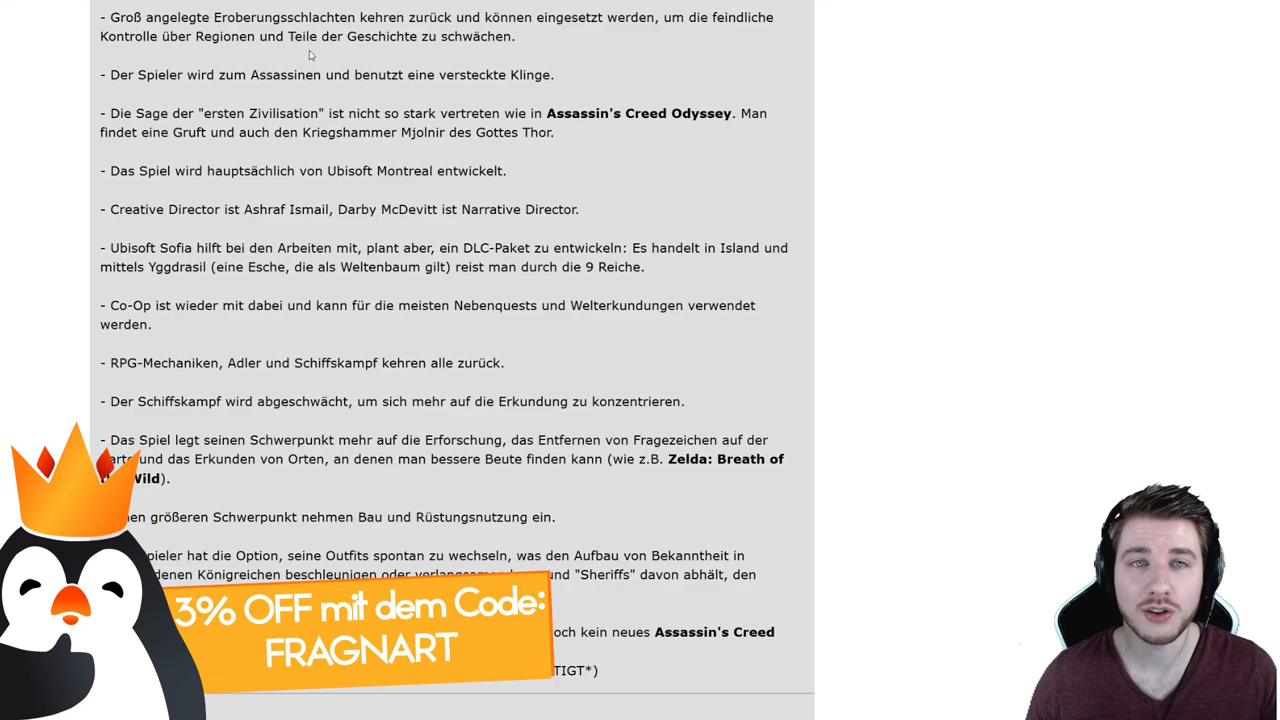 - Groß angelegte Eroberungsschlachten kehren zurück und können eingesetzt werden, um die feindliche
Kontrolle über Regionen und Teile der Geschichte zu schwächen.
- Der Spieler wird zum Assassinen und benutzt eine versteckte Klinge.
- Die Sage der "ersten Zivilisation" ist nicht so stark vertreten wie in Assassin's Creed Odyssey. Man
findet eine Gruft und auch den Kriegshammer Mjolnir des Gottes Thor.
- Das Spiel wird hauptsächlich von Ubisoft Montreal entwickelt.
- Creative Director ist Ashraf Ismail, Darby McDevitt ist Narrative Director.
- Ubisoft Sofia hilft bei den Arbeiten mit, plant aber, ein DLC-Paket zu entwickeln: Es handelt in Island und
mittels Yggdrasil (eine Esche, die als Weltenbaum gilt) reist man durch die 9 Reiche.
- Co-Op ist wieder mit dabei und kann für die meisten Nebenquests und Welterkundungen verwendet
werden.
- RPG-Mechaniken, Adler und Schiffskampf kehren alle zurück.
- Der Schiffskampf wird abgeschwächt, um sich mehr auf die Erkundung zu konzentrieren.
- Das Spiel legt seinen Schwerpunkt mehr auf die Erforschung, das Entfernen von Fragezeichen auf der
und das Erkunden von Orten, an denen man bessere Beute finden kann (wie z.B. Zelda: Breath of
Wild).
größeren Schwerpunkt nehmen Bau und Rüstungsnutzung ein.
hat die Option, seine Outfits spontan zu wechseln, was den Aufbau von Bekanntheit in
Königreichen beschleunigen oder und "Sheriffs" davon abhält, den
kein neues Assassin's Creed
3% OFF mit dem Code:
FRAGNART